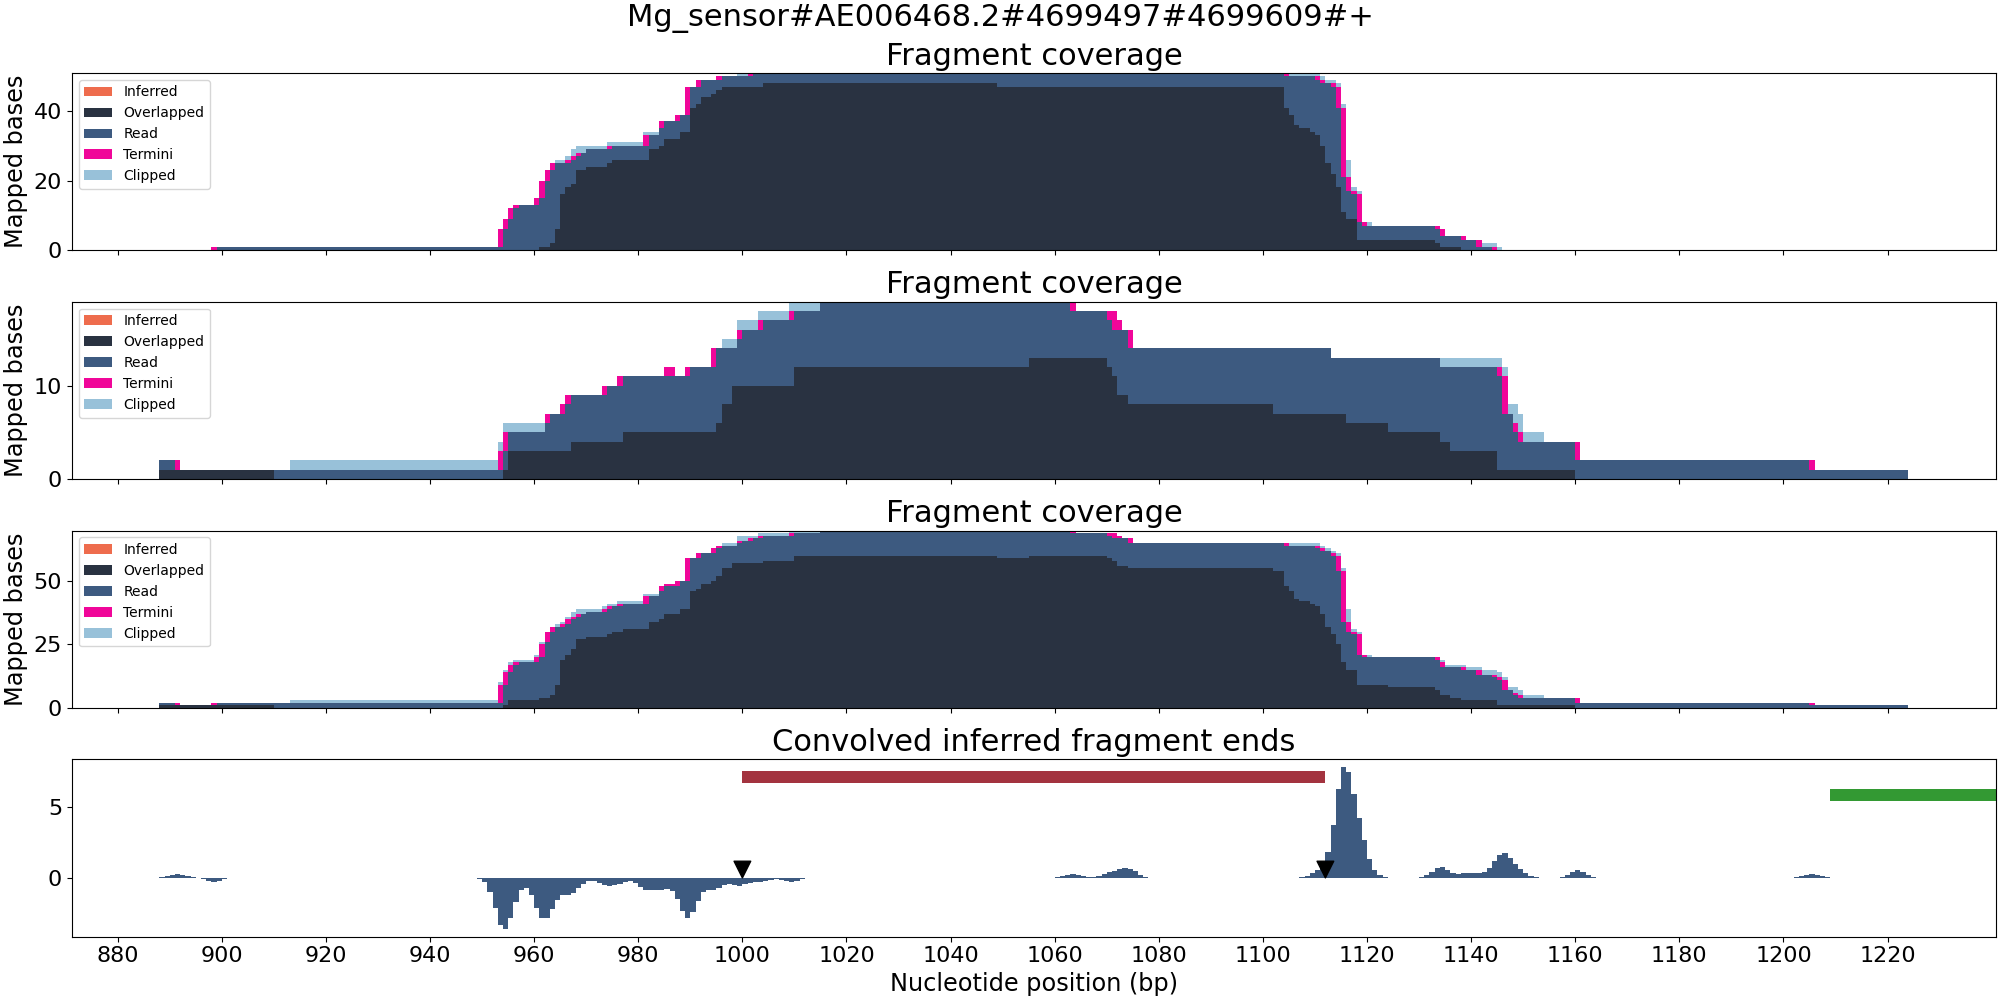 Mg_sensor#AE006468.2#4699497#4699609#+
Fragment coverage
Mapped bases
40
20
0
Inferred
Overlapped
Read
Termini
Clipped
Fragment coverage
Mapped bases
10
0
Inferred
Overlapped
Read
Termini
Clipped
Fragment coverage
Mapped bases
50
25
0
Inferred
Overlapped
Read
Termini
Clipped
Convolved inferred fragment ends
5
0
880 900 920 940 960 980 1000 1020 1040 1060 1080 1100 1120 1140 1160 1180 1200 1220
Nucleotide position (bp)